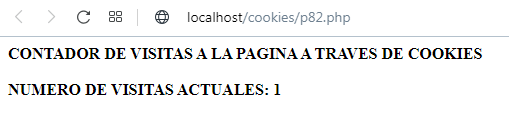 localhost/cookies/p82.php
CONTADOR DE VISITAS A LA PAGINA A TRAVES DE COOKIES
NUMERO DE VISITAS ACTUALES: 1